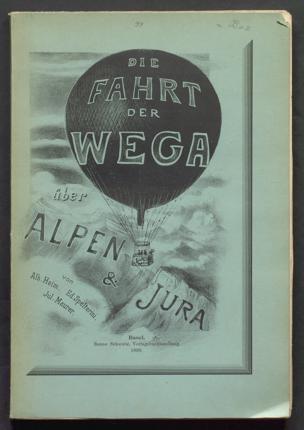 DIE
FAHRT
DER
WEGA
über
ALPEN
&
JURA
von
Alb. Heim, Ed. Spelterini,
Jul. Maurer.
Basel.
Benno Schwabe, Verlagsbuchhandlung.
1899.